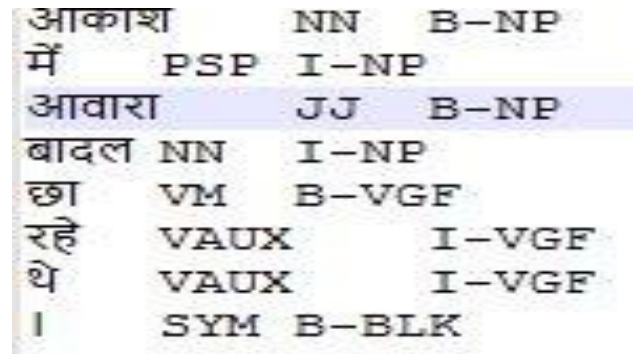 आकाश NN B-NP
में PSP I-NP
आवारा JJ B-NP
बादल NN I-NP
छा VM B-VGF
रहे VAUX I-VGF
थे VAUX I-VGF
। SYM B-BLK